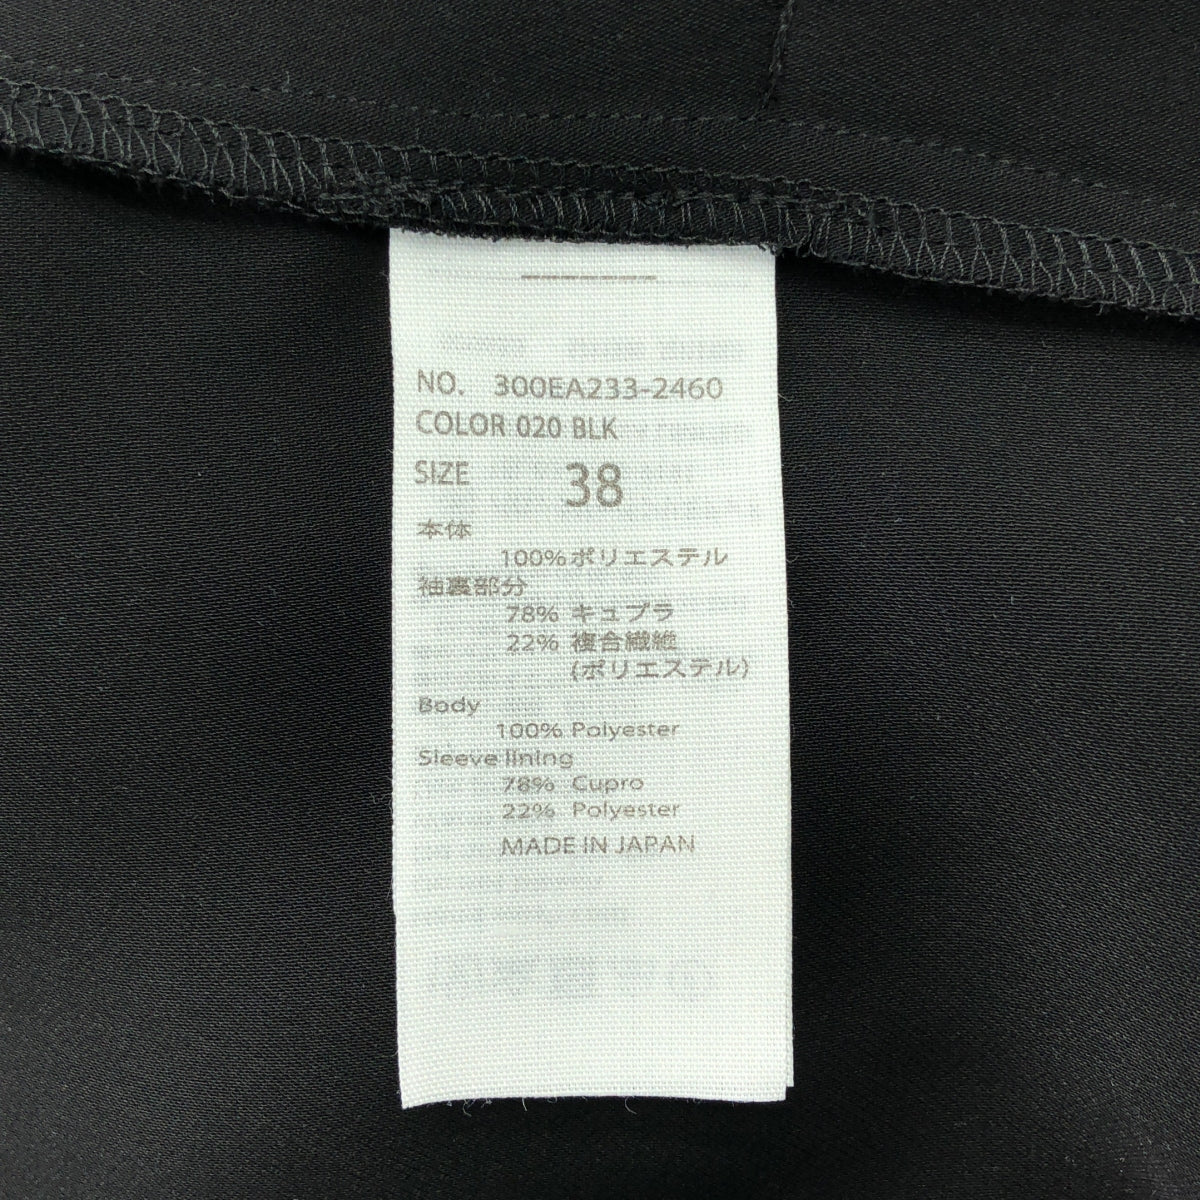 NO. 300EA233-2460
COLOR 020 BLK
SIZE 38
本体
100%ポリエステル
袖裏部分
78% キュプラ
22% 複合繊維
(ポリエステル)
Body
100% Polyester
Sleeve lining
78% Cupro
22% Polyester
MADE IN JAPAN